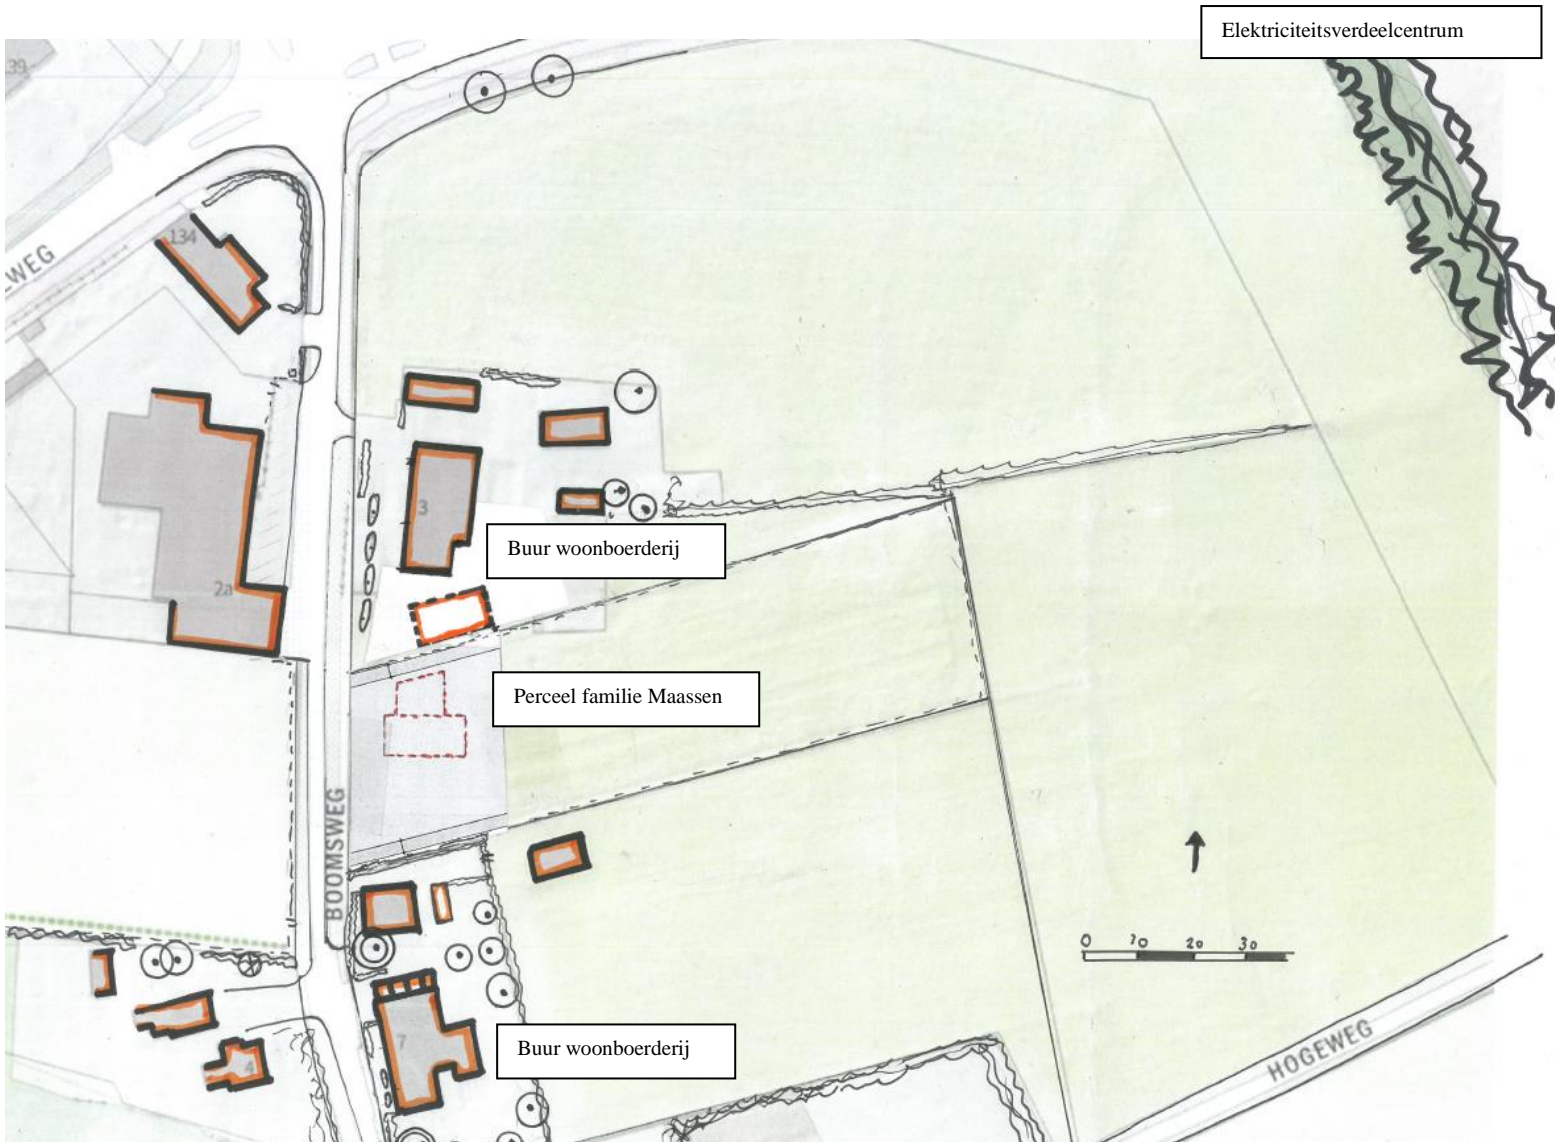 Elektriciteitsverdeelcentrum
39
134
WEG
3
Buur woonboerderij
2a
Perceel familie Maassen
BOOMSWEG
0 10 20 30
7
Buur woonboerderij
4
HOGEWEG